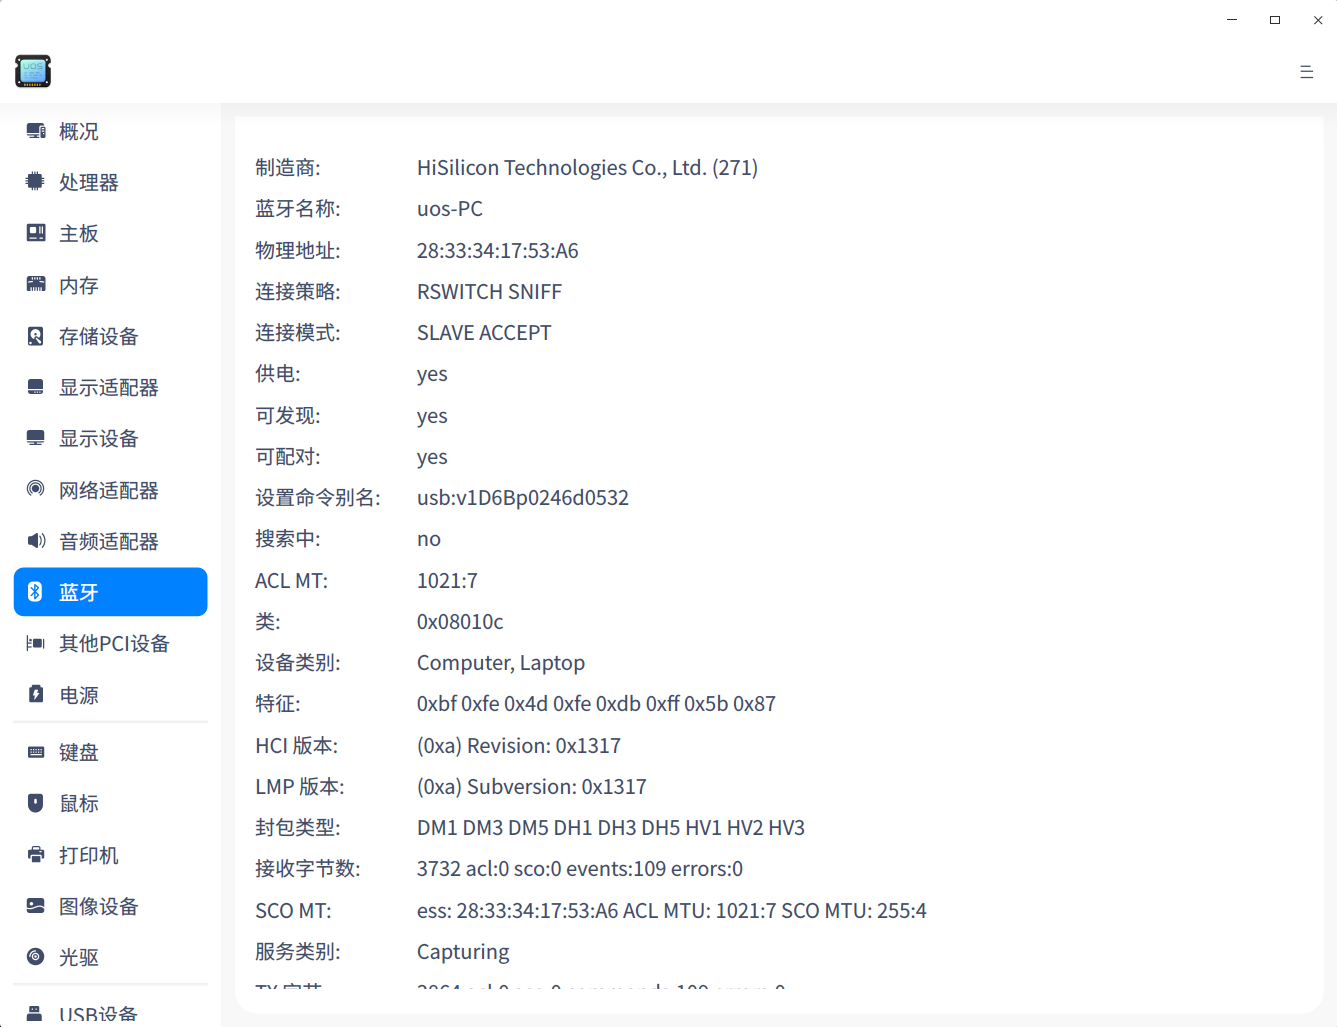 UOS
概况
处理器
主板
内存
存储设备
显示适配器
显示设备
网络适配器
音频适配器
蓝牙
其他PCI设备
电源
键盘
鼠标
打印机
图像设备
光驱
USB设备
制造商: HiSilicon Technologies Co., Ltd. (271)
蓝牙名称: uos-PC
物理地址: 28:33:34:17:53:A6
连接策略: RSWITCH SNIFF
连接模式: SLAVE ACCEPT
供电: yes
可发现: yes
可配对: yes
设置命令别名: usb:v1D6Bp0246d0532
搜索中: no
ACL MT: 1021:7
类: 0x08010c
设备类别: Computer, Laptop
特征: 0xbf 0xfe 0x4d 0xfe 0xdb 0xff 0x5b 0x87
HCI 版本: (0xa) Revision: 0x1317
LMP 版本: (0xa) Subversion: 0x1317
封包类型: DM1 DM3 DM5 DH1 DH3 DH5 HV1 HV2 HV3
接收字节数: 3732 acl:0 sco:0 events:109 errors:0
SCO MT: ess: 28:33:34:17:53:A6 ACL MTU: 1021:7 SCO MTU: 255:4
服务类别: Capturing